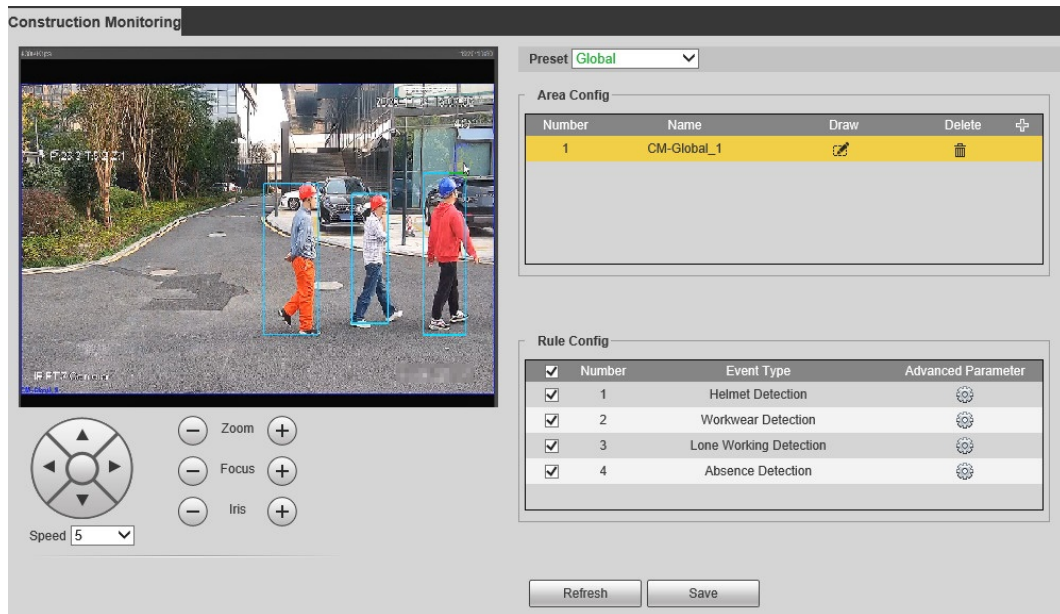 Construction Monitoring
Preset Global
Area Config
Number Name Draw Delete
1 CM-Global_1
Rule Config
Number Event Type Advanced Parameter
1 Helmet Detection
2 Workwear Detection
3 Lone Working Detection
4 Absence Detection
Zoom
Focus
Iris
Speed 5
Refresh Save